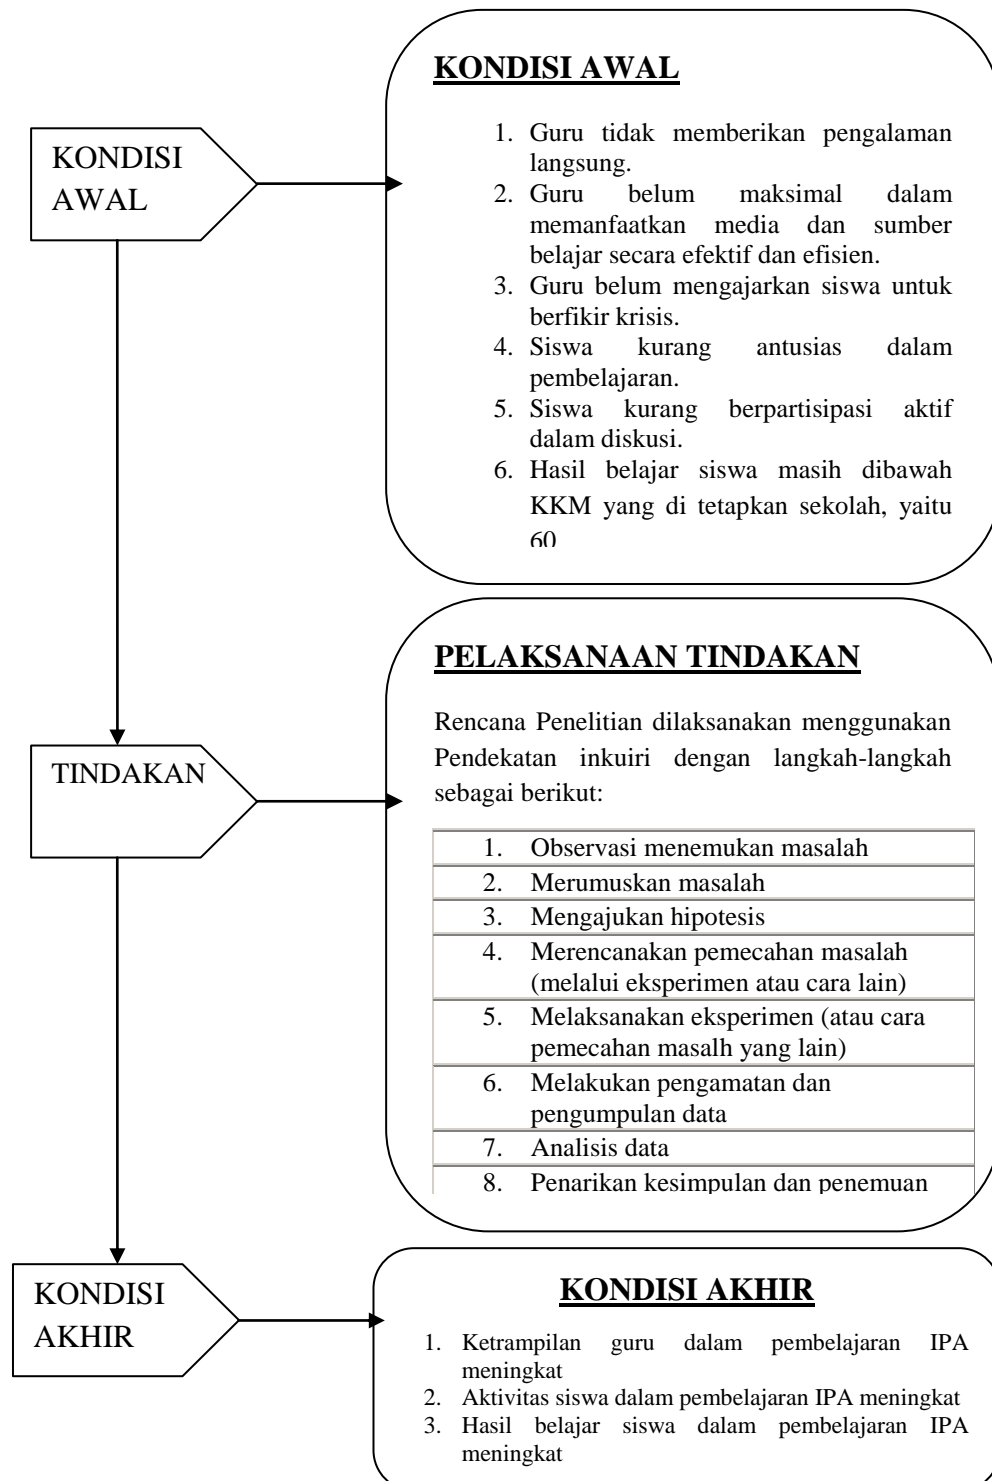 KONDISI AWAL
1. Guru tidak memberikan pengalaman
langsung.
2. Guru belum maksimal dalam
memanfaatkan media dan sumber
belajar secara efektif dan efisien.
3. Guru belum mengajarkan siswa untuk
berfikir krisis.
4. Siswa kurang antusias dalam
pembelajaran.
5. Siswa kurang berpartisipasi aktif
dalam diskusi.
6. Hasil belajar siswa masih dibawah
KKM yang di tetapkan sekolah, yaitu
60
KONDISI
AWAL
PELAKSANAAN TINDAKAN
Rencana Penelitian dilaksanakan menggunakan
Pendekatan inkuiri dengan langkah-langkah
sebagai berikut:
1. Observasi menemukan masalah
2. Merumuskan masalah
3. Mengajukan hipotesis
4. Merencanakan pemecahan masalah
(melalui eksperimen atau cara lain)
5. Melaksanakan eksperimen (atau cara
pemecahan masalh yang lain)
6. Melakukan pengamatan dan
pengumpulan data
7. Analisis data
8. Penarikan kesimpulan dan penemuan
TINDAKAN
KONDISI AKHIR
1. Ketrampilan guru dalam pembelajaran IPA
meningkat
2. Aktivitas siswa dalam pembelajaran IPA meningkat
3. Hasil belajar siswa dalam pembelajaran IPA
meningkat
KONDISI
AKHIR